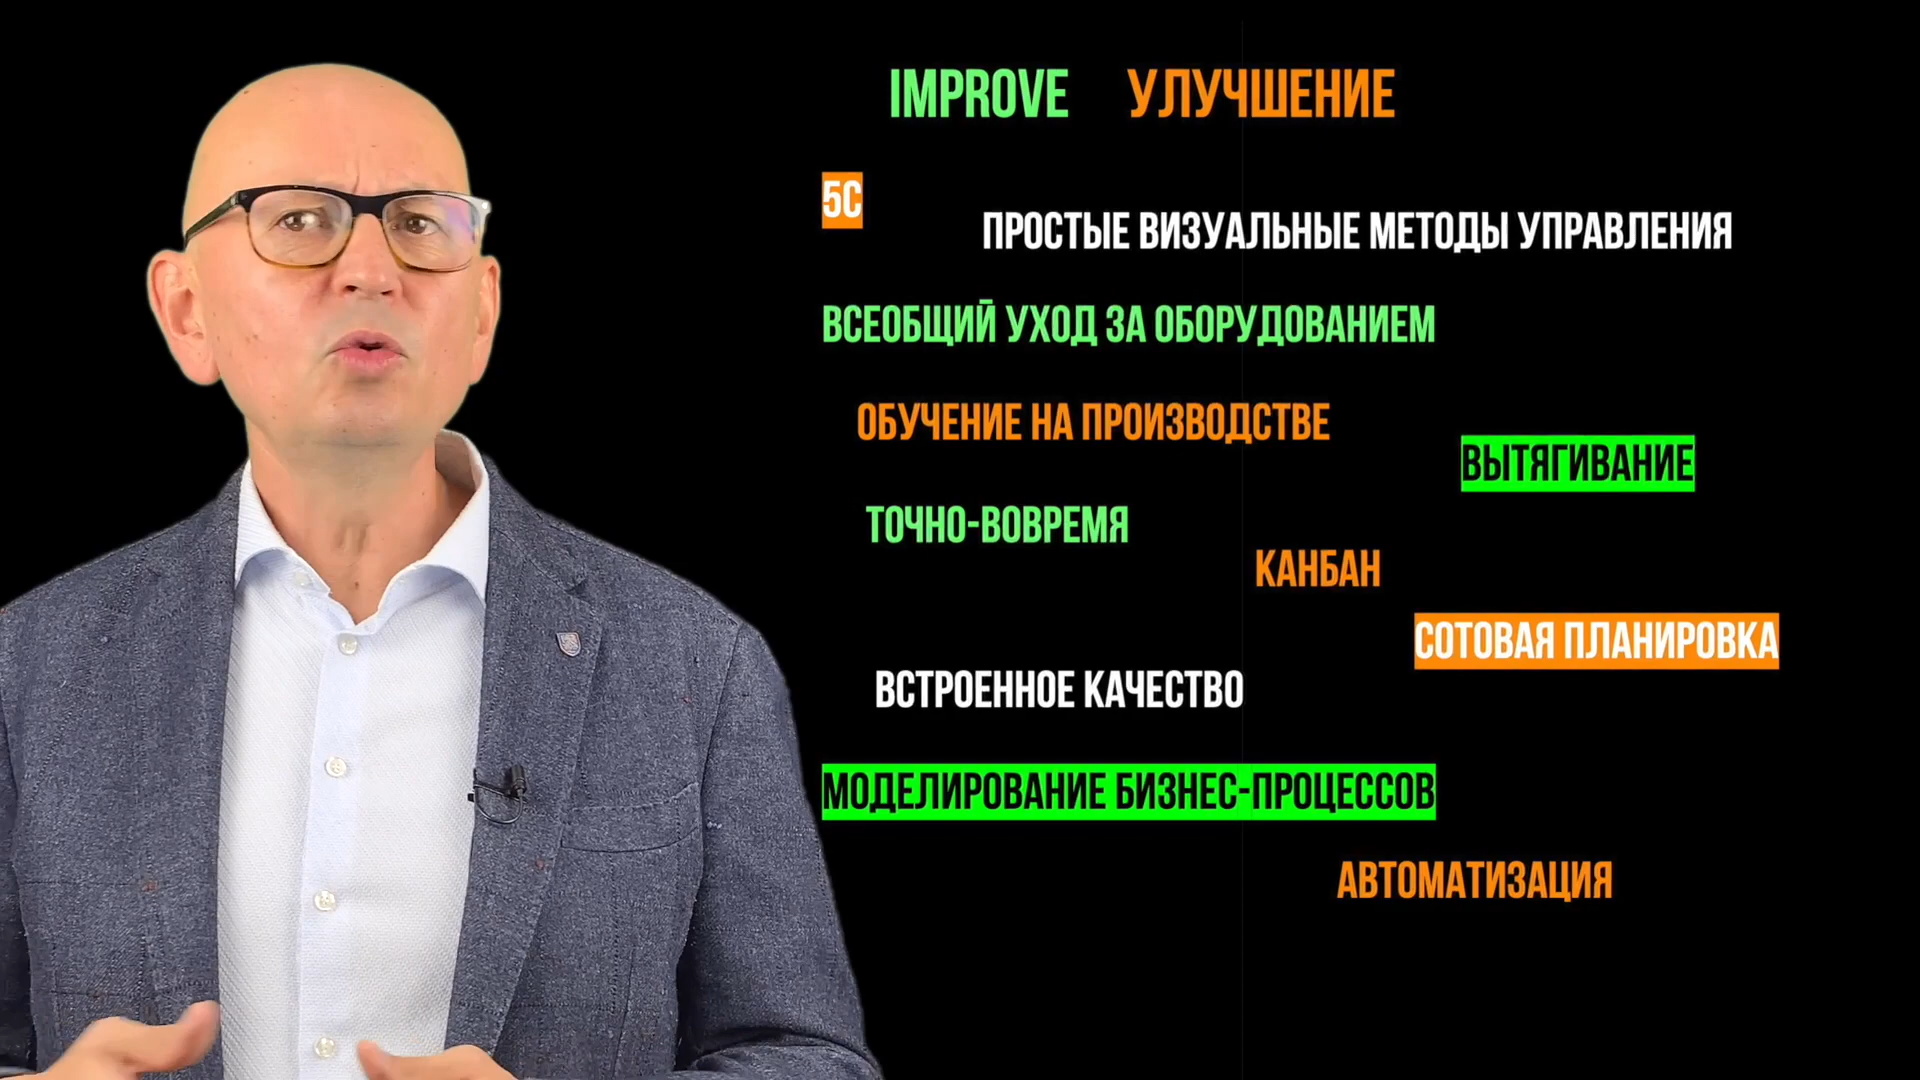 IMPROVE УЛУЧШЕНИЕ
5С
ПРОСТЫЕ ВИЗУАЛЬНЫЕ МЕТОДЫ УПРАВЛЕНИЯ
ВСЕОБЩИЙ УХОД ЗА ОБОРУДОВАНИЕМ
ОБУЧЕНИЕ НА ПРОИЗВОДСТВЕ
ВЫТЯГИВАНИЕ
ТОЧНО-ВОВРЕМЯ
КАНБАН
СОТОВАЯ ПЛАНИРОВКА
ВСТРОЕННОЕ КАЧЕСТВО
МОДЕЛИРОВАНИЕ БИЗНЕС-ПРОЦЕССОВ
АВТОМАТИЗАЦИЯ